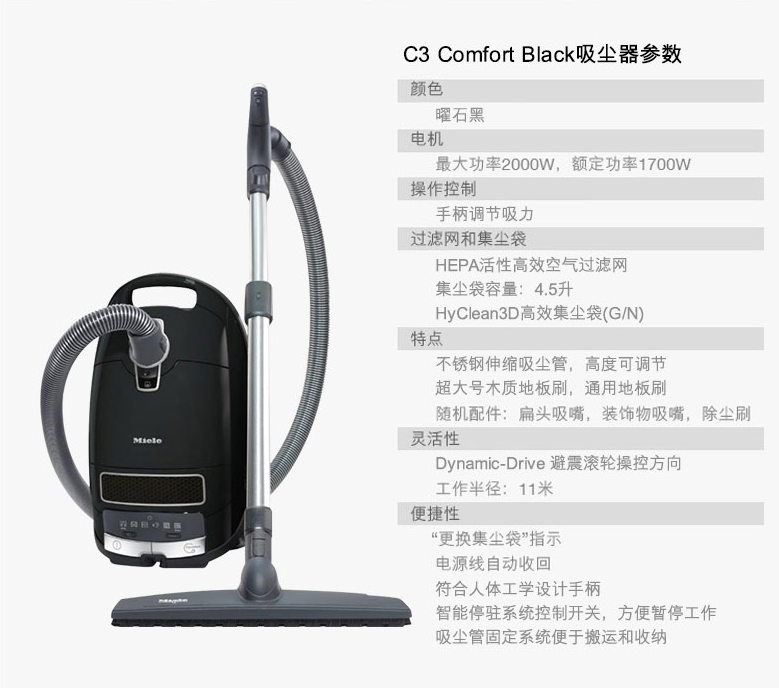 C3 Comfort Black吸尘器参数
颜色
曜石黑
电机
最大功率2000W，额定功率1700W
操作控制
手柄调节吸力
过滤网和集尘袋
HEPA活性高效空气过滤网
集尘袋容量：4.5升
HyClean3D高效集尘袋(G/N)
特点
不锈钢伸缩吸尘管，高度可调节
超大号木质地板刷，通用地板刷
随机配件：扁头吸嘴，装饰物吸嘴，除尘刷
灵活性
Dynamic-Drive 避震滚轮操控方向
工作半径：11米
便捷性
“更换集尘袋”指示
电源线自动收回
符合人体工学设计手柄
智能停驻系统控制开关，方便暂停工作
吸尘管固定系统便于搬运和收纳
Miele
Miele